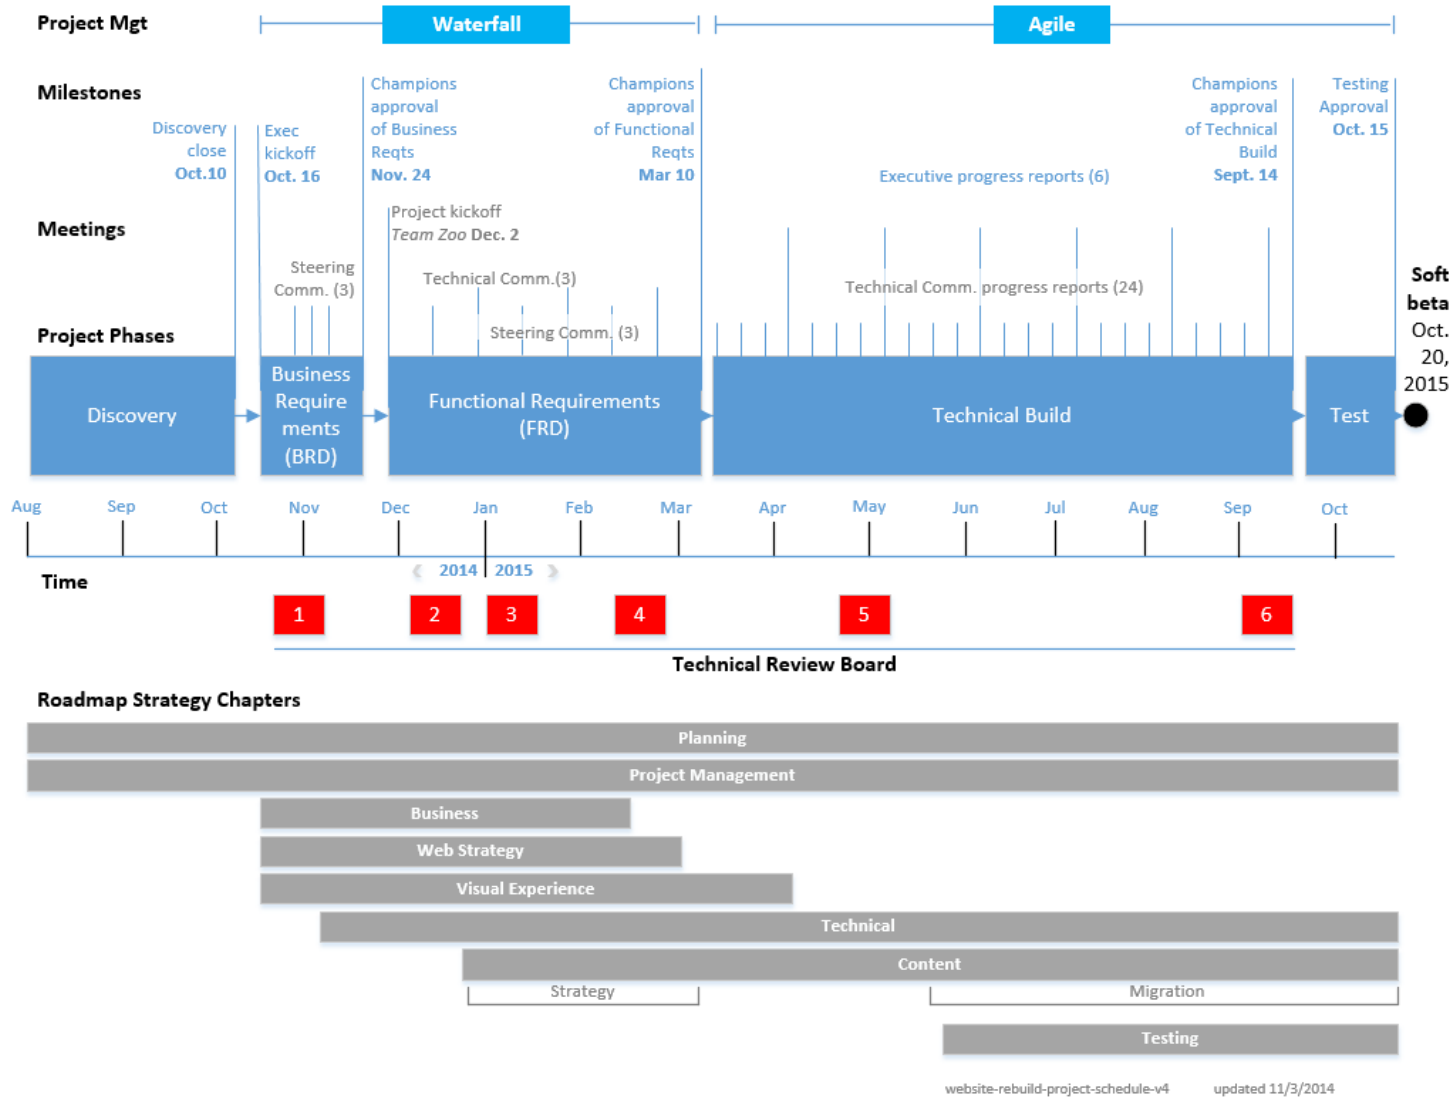 Project Mgt
Waterfall
Agile
Milestones
Discovery
close
Oct.10
Exec
kickoff
Oct. 16
Champions
approval
of Business
Reqts
Nov. 24
Champions
approval
of Functional
Reqts
Mar 10
Executive progress reports (6)
Champions
approval
of Technical
Build
Sept. 14
Testing
Approval
Oct. 15
Meetings
Project kickoff
Team Zoo Dec. 2
Steering
Comm. (3)
Technical Comm.(3)
Steering Comm. (3)
Technical Comm. progress reports (24)
Soft
beta
Oct.
20,
2015
Project Phases
Discovery
Business
Require
ments
(BRD)
Functional Requirements
(FRD)
Technical Build
Test
Aug Sep Oct Nov Dec Jan Feb Mar Apr May Jun Jul Aug Sep Oct
2014 2015
Time
1 2 3 4 5 6
Technical Review Board
Roadmap Strategy Chapters
Planning
Project Management
Business
Web Strategy
Visual Experience
Technical
Content
Strategy
Migration
Testing
website-rebuild-project-schedule-v4 updated 11/3/2014